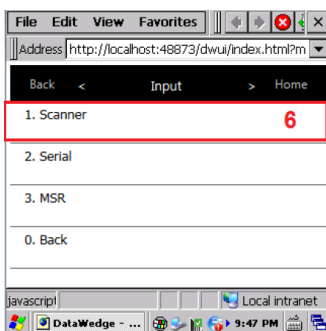 File Edit View Favorites
Address http://localhost:48873/dwui/index.html?m
Back < Input > Home
1. Scanner 6
2. Serial
3. MSR
0. Back
javascript Local intranet
DataWedge - ... 9:47 PM